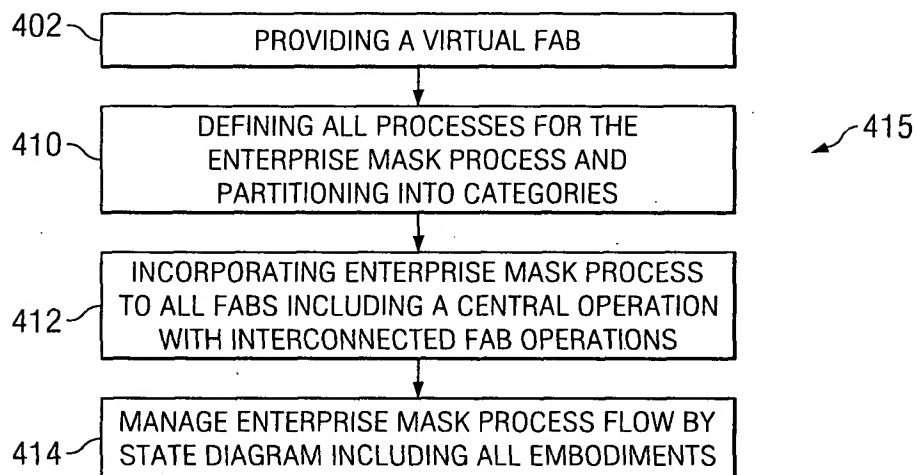 402
PROVIDING A VIRTUAL FAB
410
DEFINING ALL PROCESSES FOR THE
ENTERPRISE MASK PROCESS AND
PARTITIONING INTO CATEGORIES
415
412
INCORPORATING ENTERPRISE MASK PROCESS
TO ALL FABS INCLUDING A CENTRAL OPERATION
WITH INTERCONNECTED FAB OPERATIONS
414
MANAGE ENTERPRISE MASK PROCESS FLOW BY
STATE DIAGRAM INCLUDING ALL EMBODIMENTS